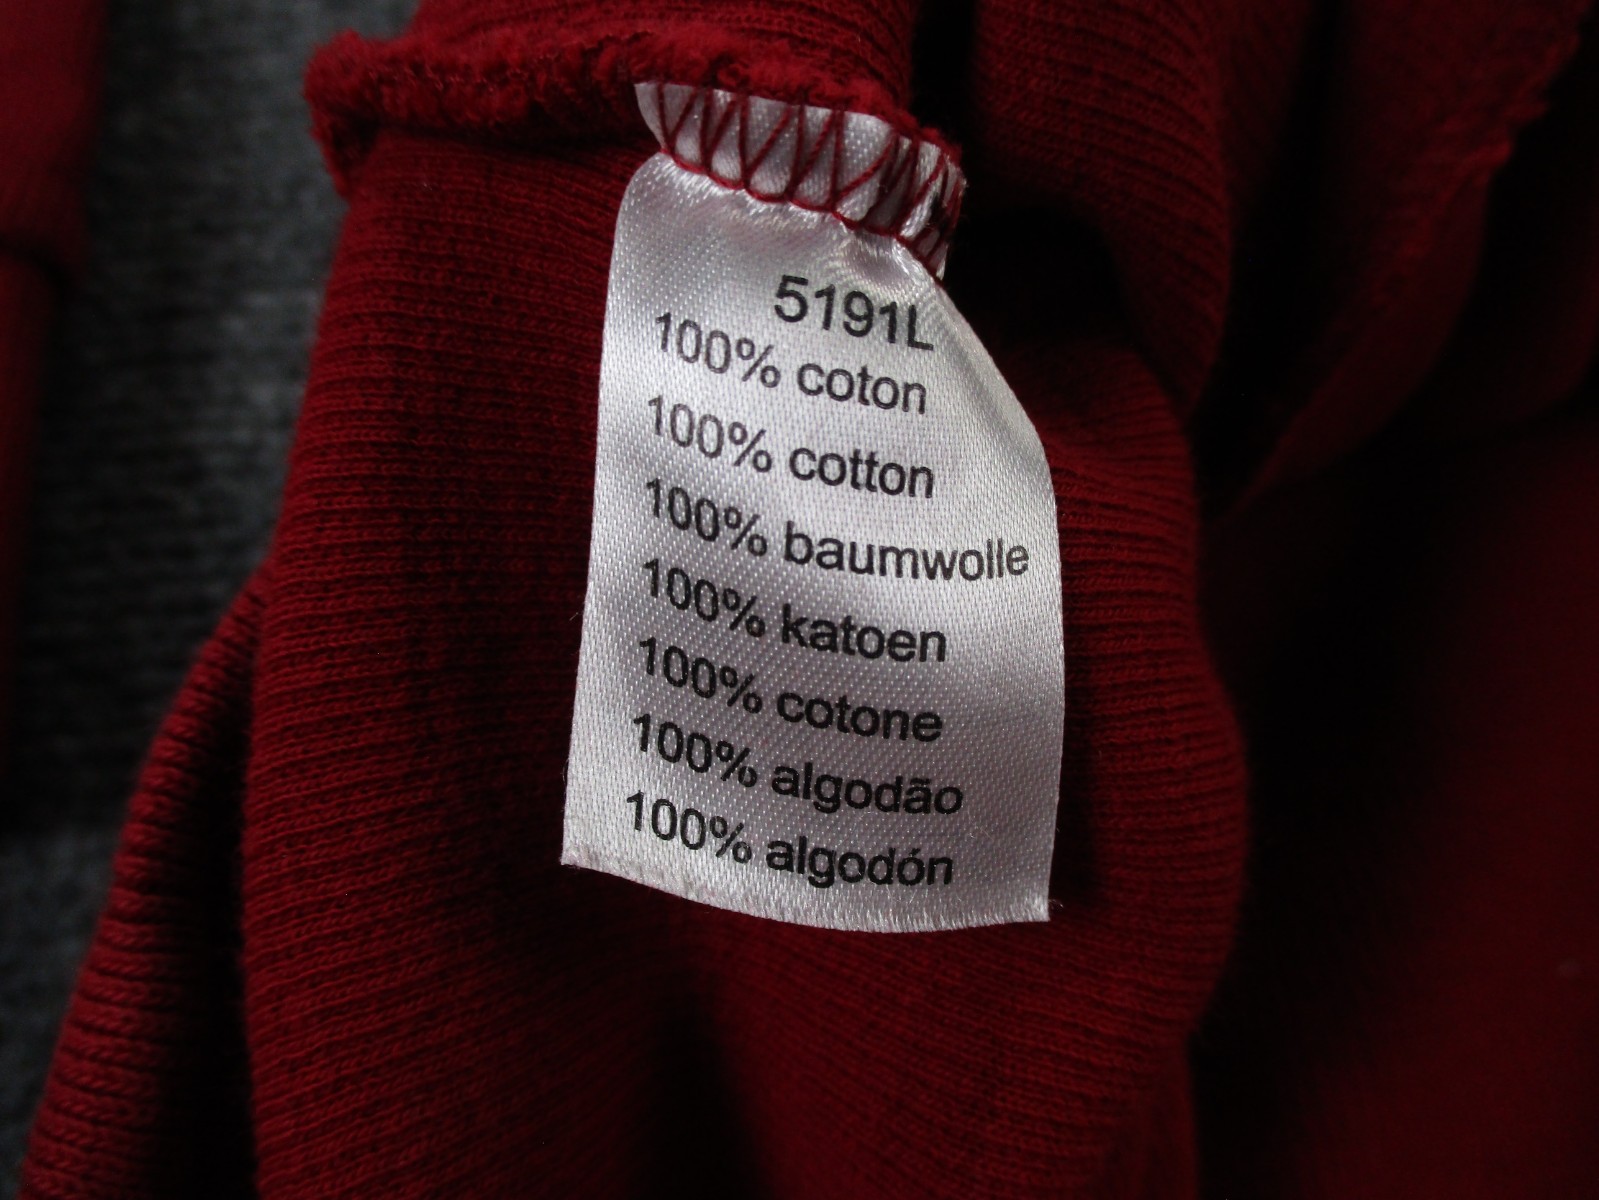 5191L
100% coton
100% cotton
100% baumwolle
100% katoen
100% cotone
100% algodão
100% algodón